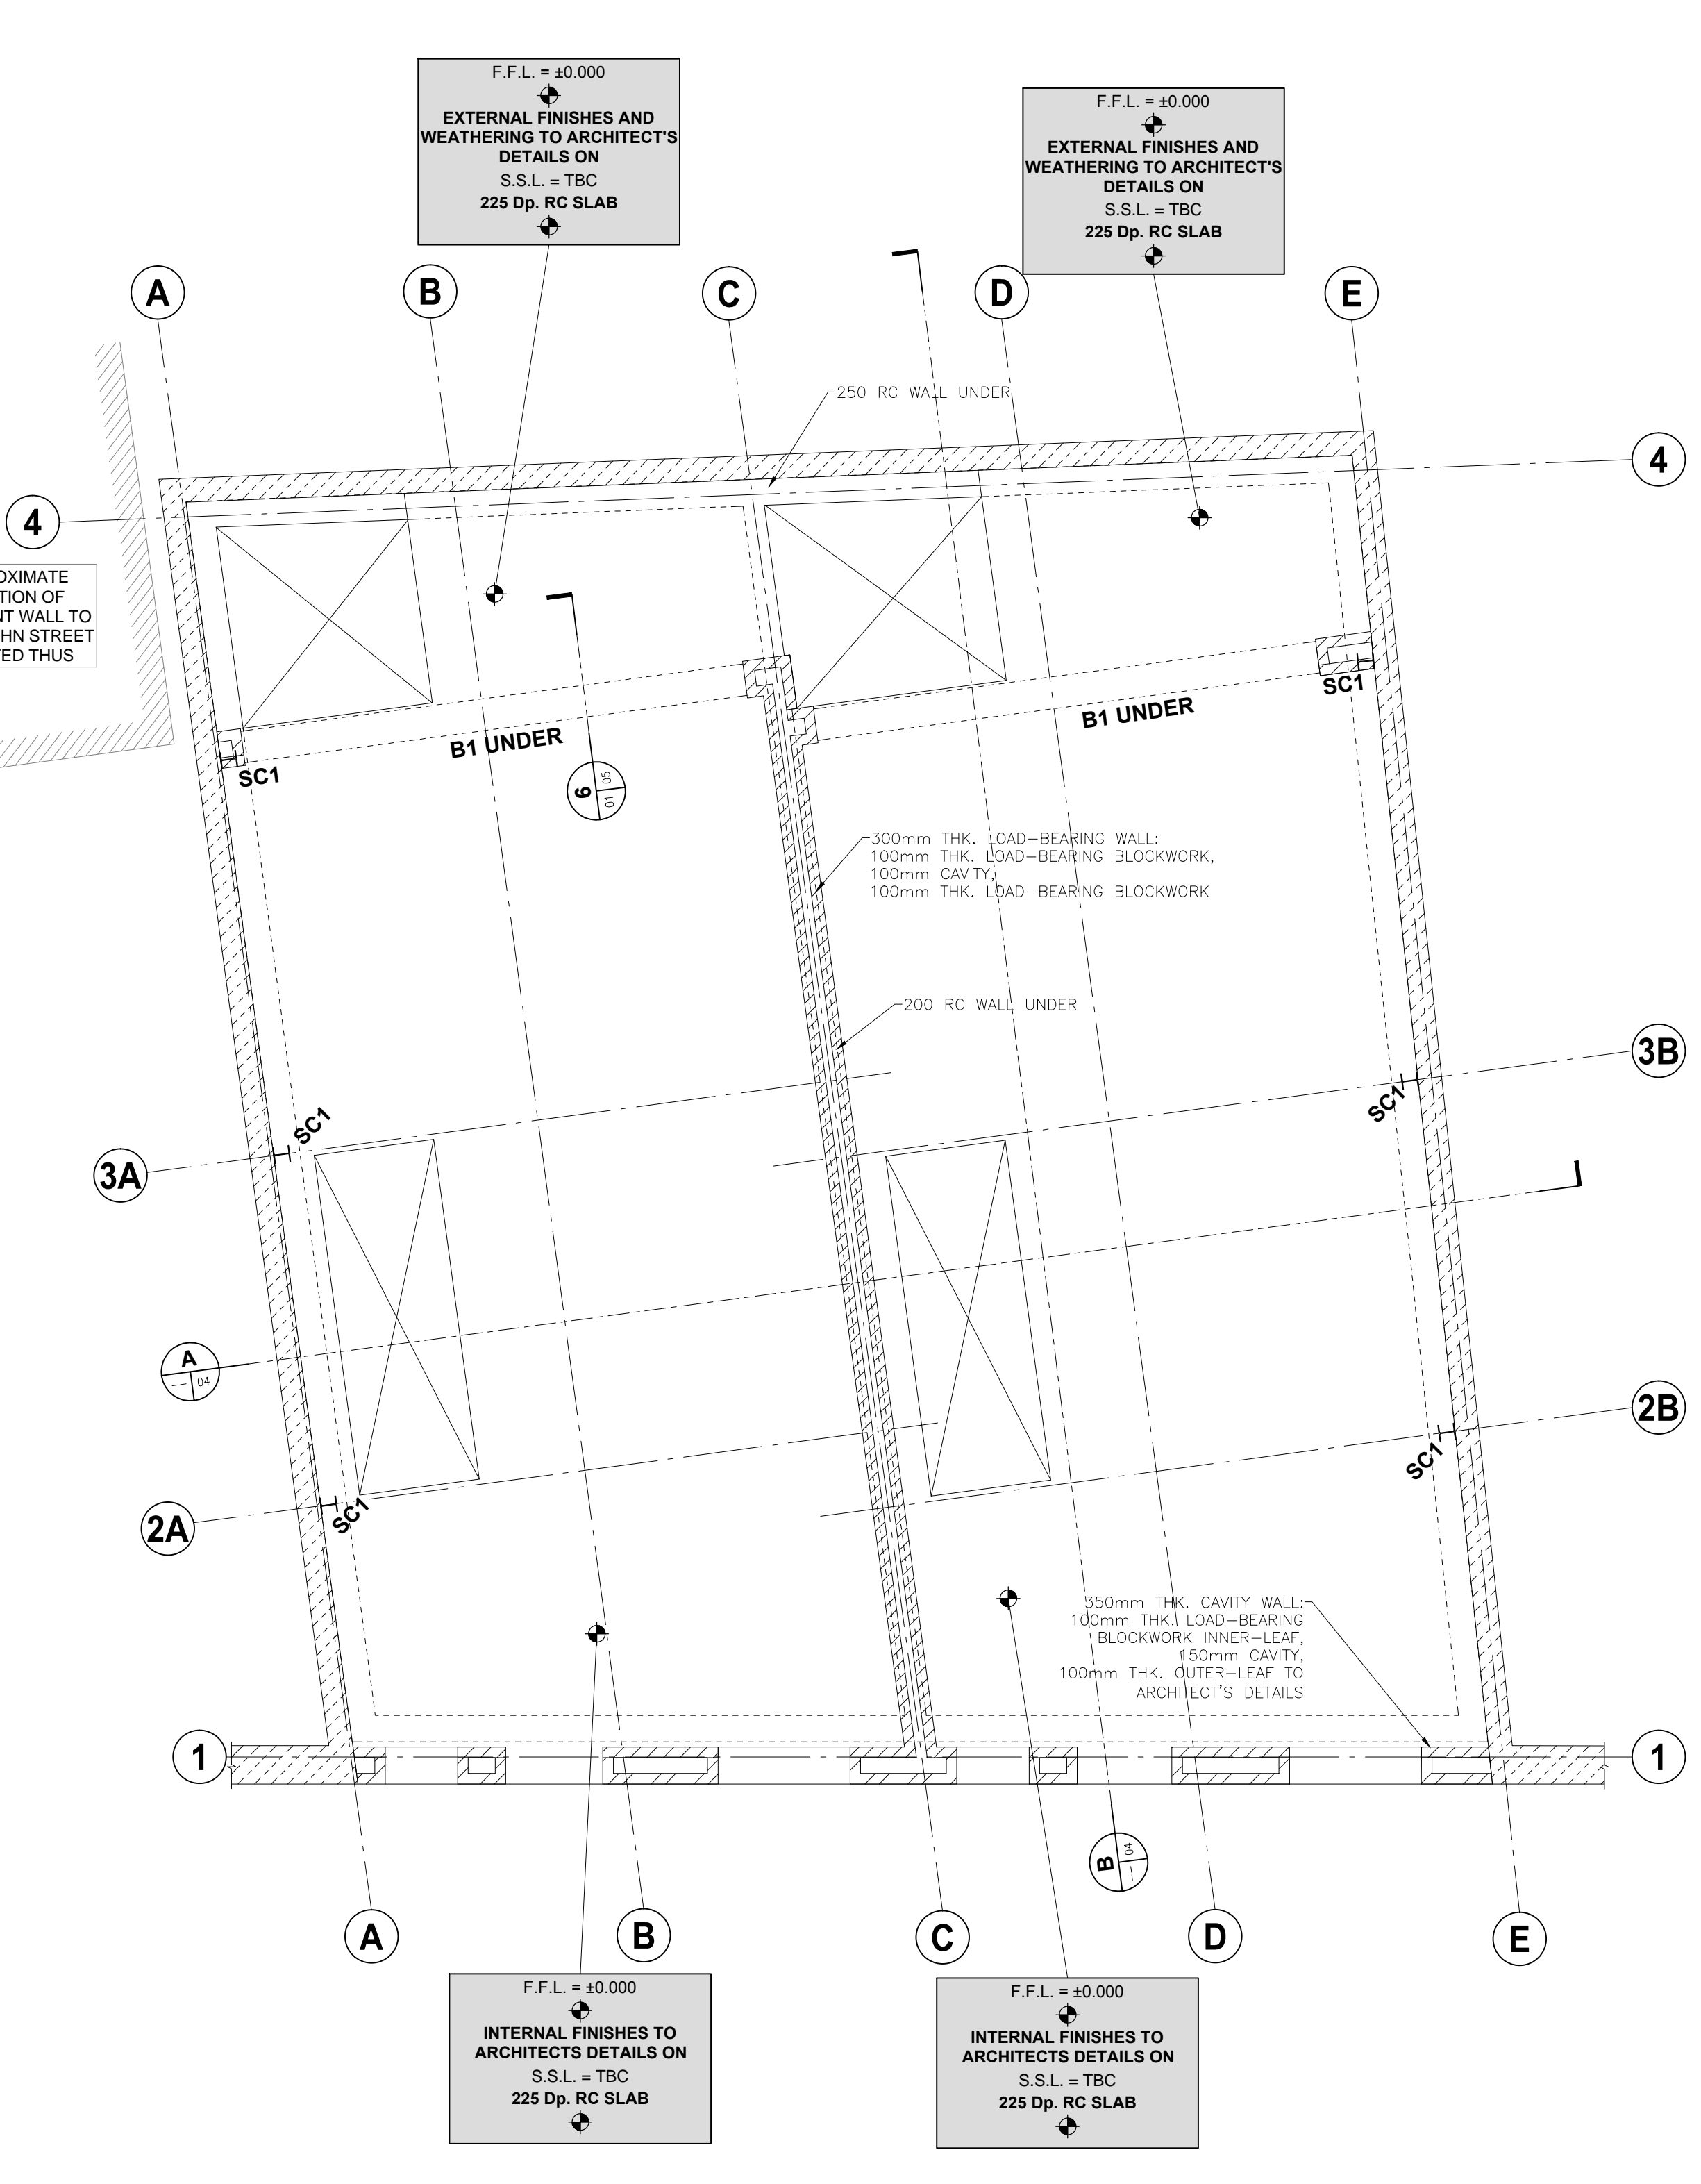 F.F.L. = ±0.000
EXTERNAL FINISHES AND
WEATHERING TO ARCHITECT'S
DETAILS ON
S.S.L. = TBC
225 Dp. RC SLAB
F.F.L. = ±0.000
EXTERNAL FINISHES AND
WEATHERING TO ARCHITECT'S
DETAILS ON
S.S.L. = TBC
225 Dp. RC SLAB
A
B
C
D
E
250 RC WALL UNDER
4
4
OXIMATE
TION OF
NT WALL TO
HN STREET
TED THUS
SC1
B1 UNDER
B1 UNDER
SC1
6
01
05
300mm THK. LOAD-BEARING WALL:
100mm THK. LOAD-BEARING BLOCKWORK,
100mm CAVITY,
100mm THK. LOAD-BEARING BLOCKWORK
200 RC WALL UNDER
3B
SC1
SC1
3A
A
-- 04
2B
SC1
SC1
2A
350mm THK. CAVITY WALL:
100mm THK. LOAD-BEARING
BLOCKWORK INNER-LEAF,
150mm CAVITY,
100mm THK. OUTER-LEAF TO
ARCHITECT'S DETAILS
1
1
B
-- 04
A
B
C
D
E
F.F.L. = ±0.000
INTERNAL FINISHES TO
ARCHITECTS DETAILS ON
S.S.L. = TBC
225 Dp. RC SLAB
F.F.L. = ±0.000
INTERNAL FINISHES TO
ARCHITECTS DETAILS ON
S.S.L. = TBC
225 Dp. RC SLAB